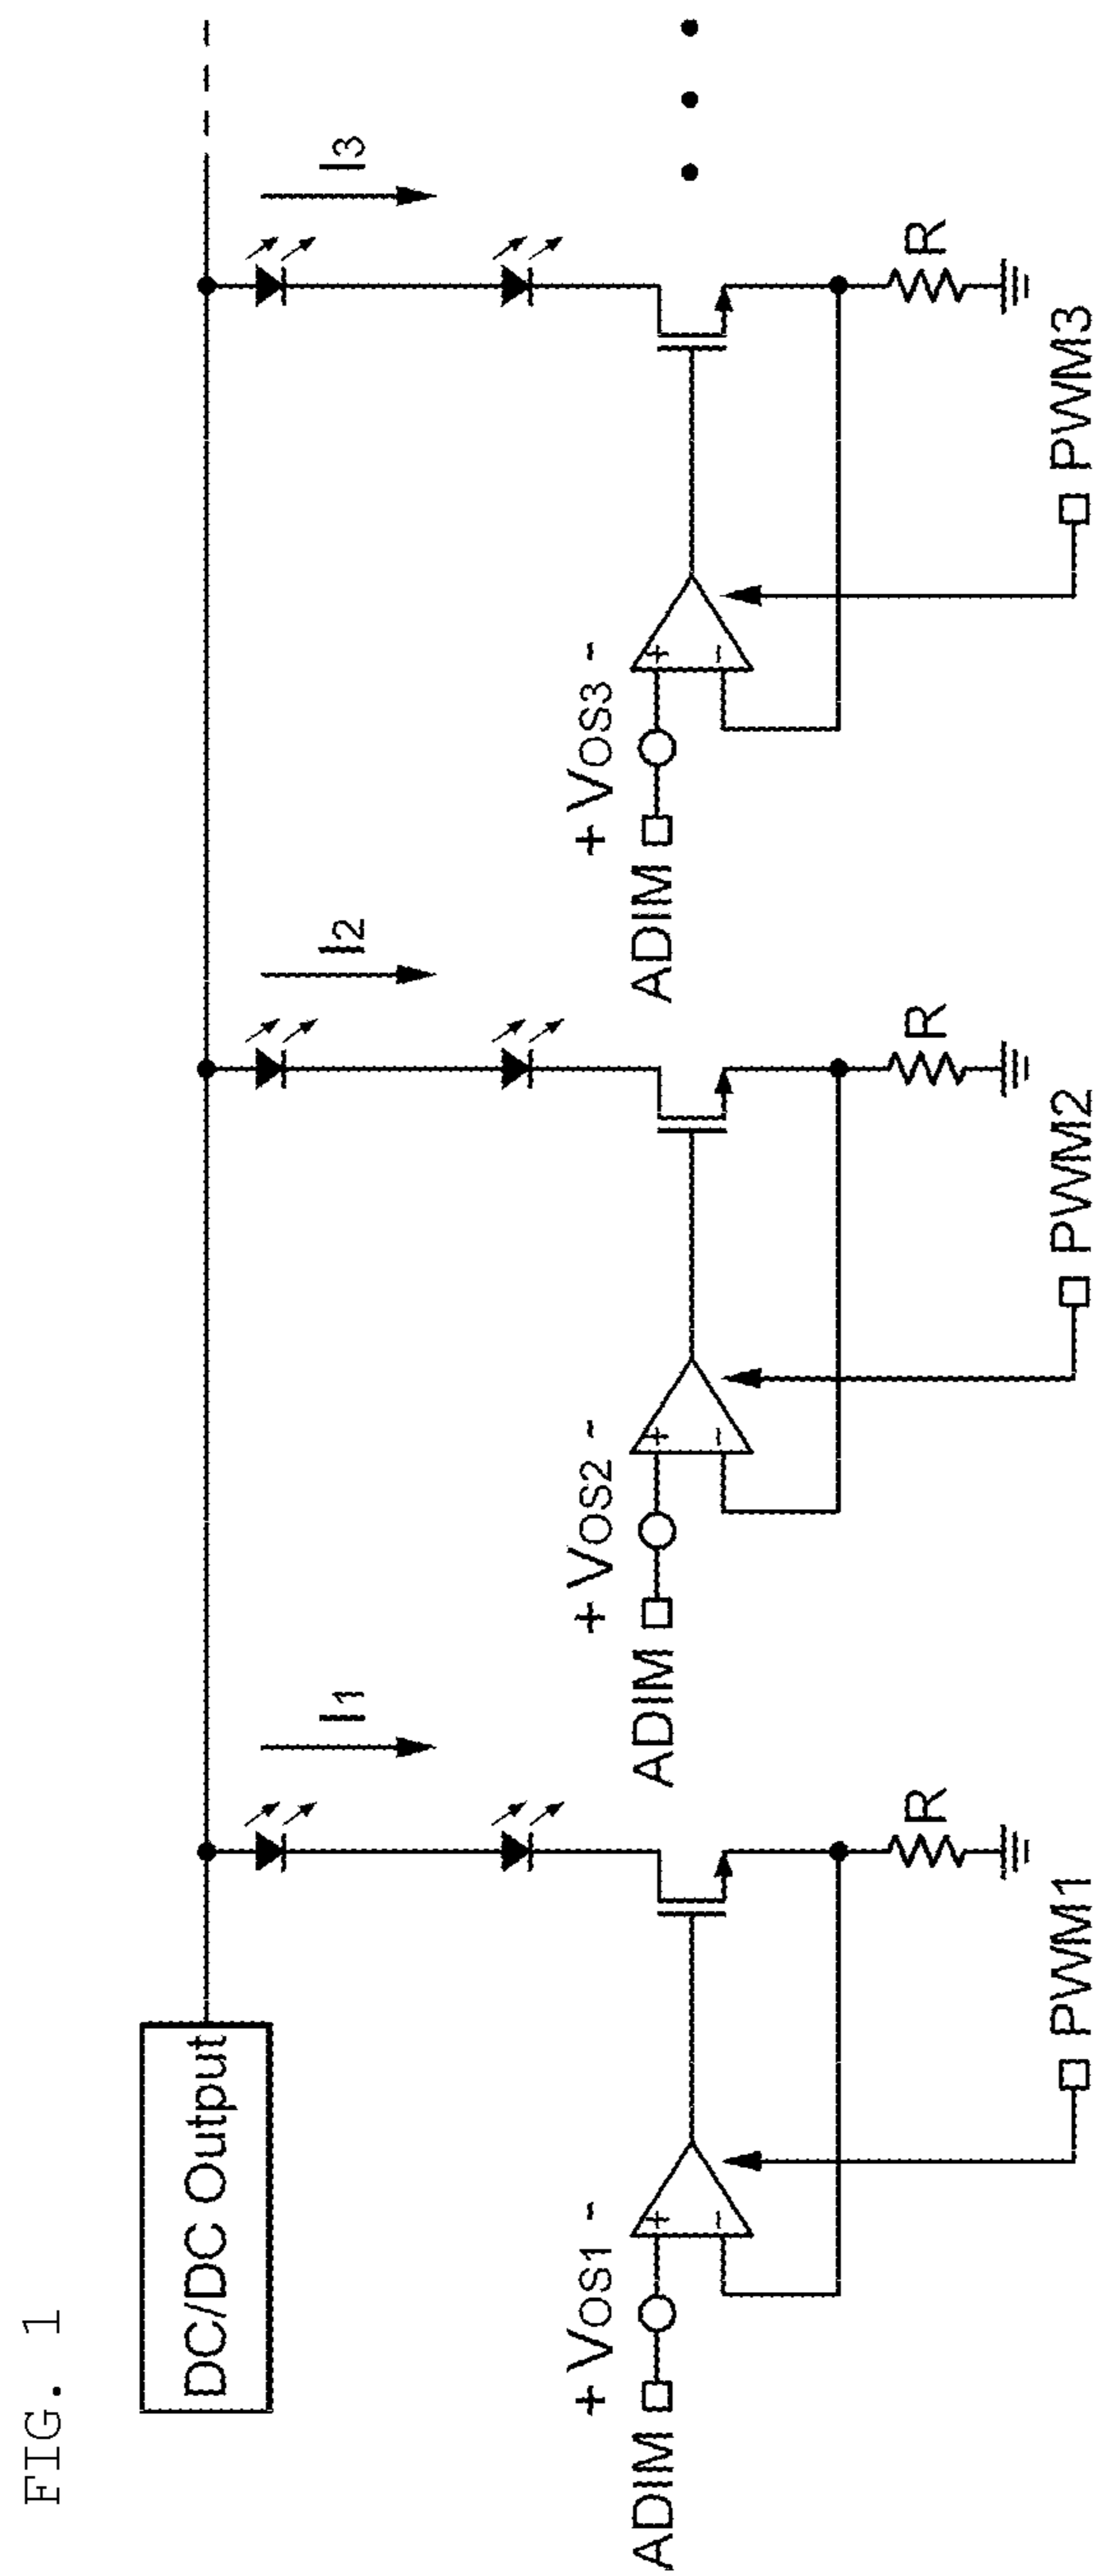 FIG. 1
DC/DC Output
I1
I2
I3
+ VOS1 -
+ VOS2 -
+ VOS3 -
ADIM
+
-
ADIM
+
-
ADIM
+
-
R
R
R
PWM1
PWM2
PWM3